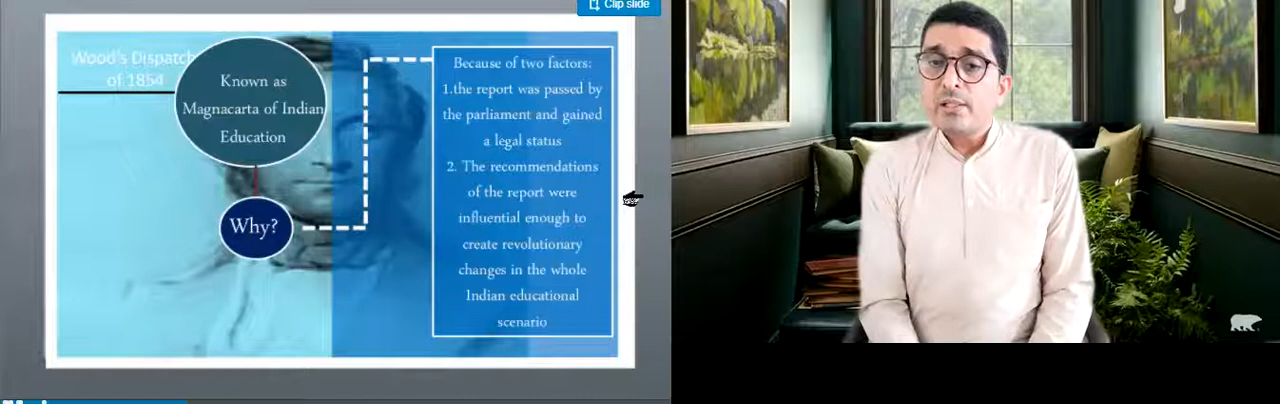 Clip slide
Wood's Dispatch
of 1854
Known as
Magnacarta of Indian
Education
Why?
Because of two factors:
1.the report was passed by
the parliament and gained
a legal status
2. The recommendations
of the report were
influential enough to
create revolutionary
changes in the whole
Indian educational
scenario